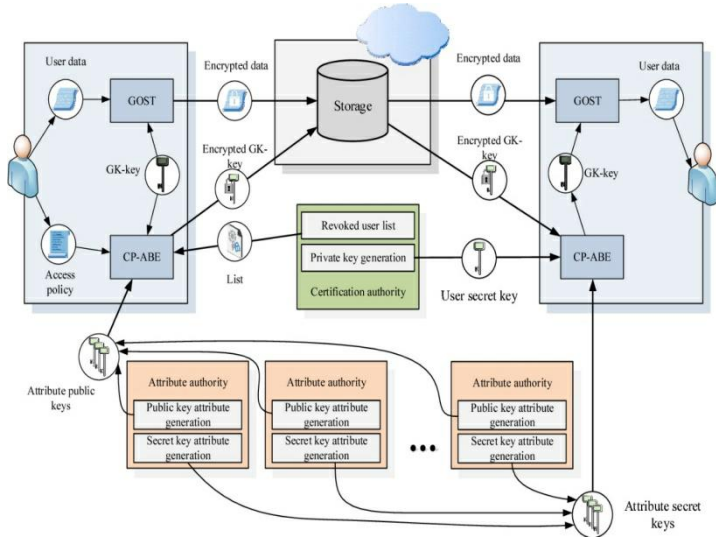 User data
GOST
GK-key
Access
policy
CP-ABE
Encrypted data
Encrypted GK-
key
List
Storage
Encrypted data
Encrypted GK-
key
GOST
User data
GK-key
CP-ABE
Revoked user list
Private key generation
Certification authority
User secret key
Attribute public
keys
Attribute authority
Public key attribute
generation
Secret key attribute
generation
Attribute authority
Public key attribute
generation
Secret key attribute
generation
Attribute authority
Public key attribute
generation
Secret key attribute
generation
Attribute secret
keys